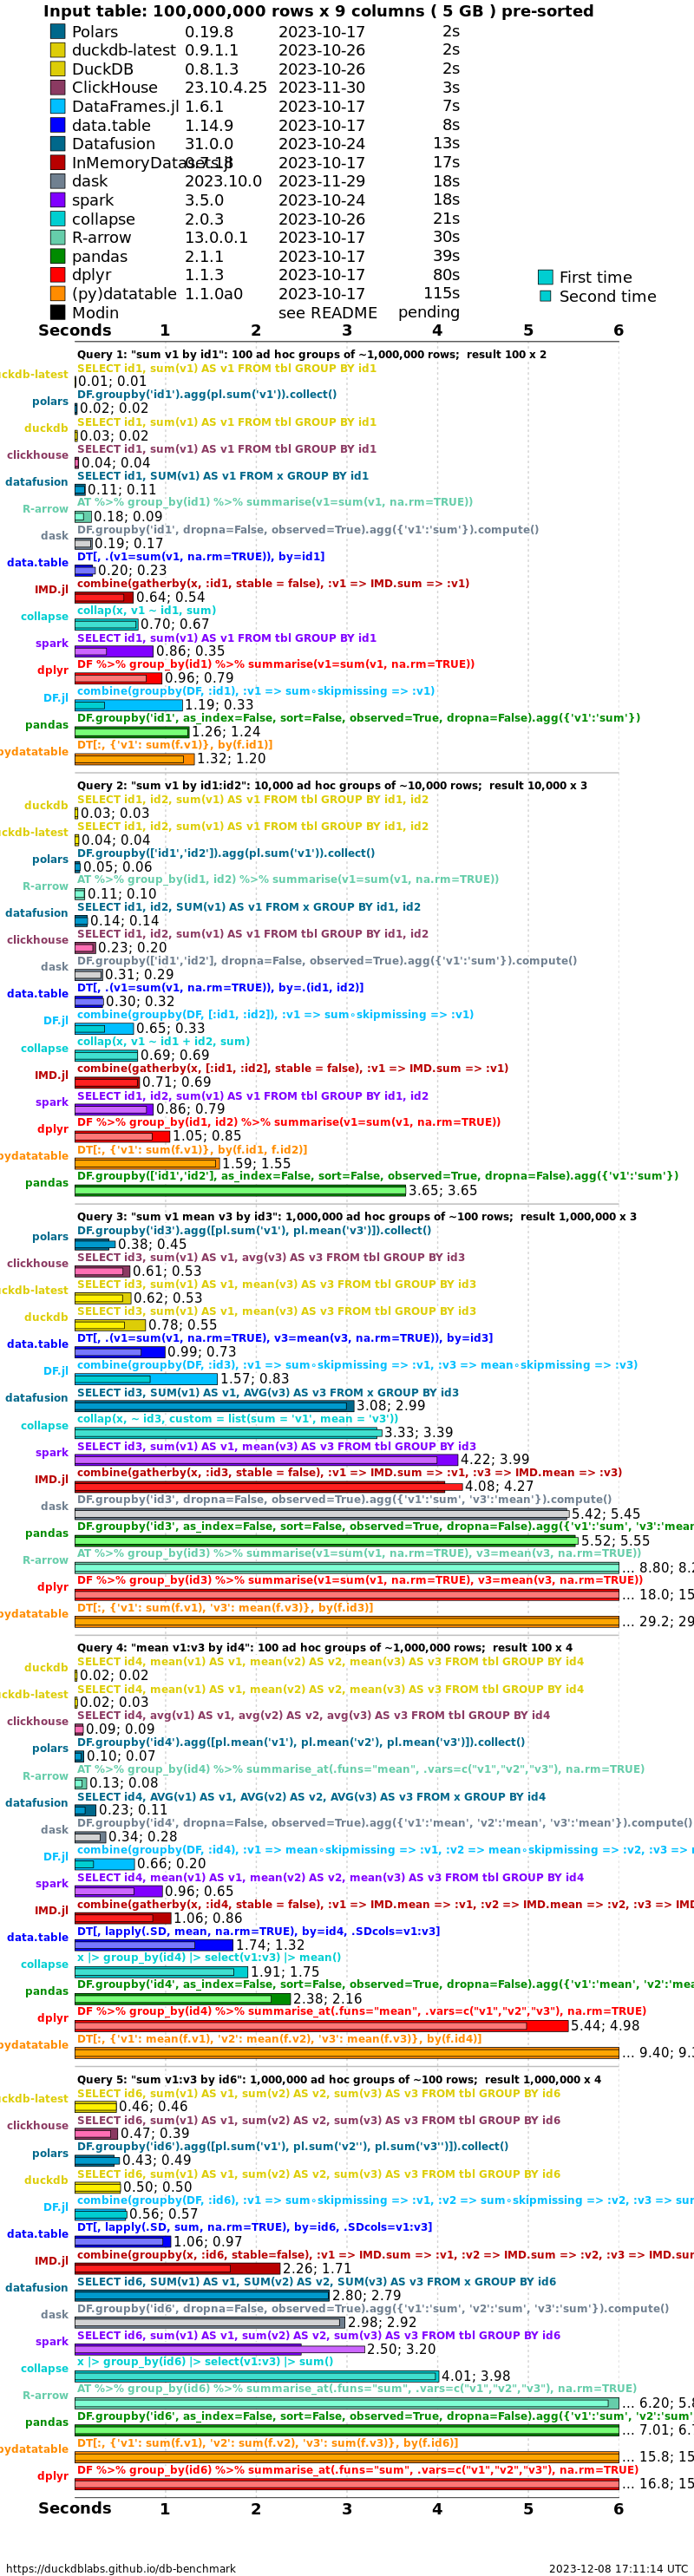 Input table: 100,000,000 rows x 9 columns ( 5 GB ) pre-sorted
Polars 0.19.8 2023-10-17 2s
duckdb-latest 0.9.1.1 2023-10-26 2s
DuckDB 0.8.1.3 2023-10-26 2s
ClickHouse 23.10.4.25 2023-11-30 3s
DataFrames.jl 1.6.1 2023-10-17 7s
data.table 1.14.9 2023-10-17 8s
Datafusion 31.0.0 2023-10-24 13s
InMemoryDatasets.jl 0.7.18 2023-10-17 17s
dask 2023.10.0 2023-11-29 18s
spark 3.5.0 2023-10-24 18s
collapse 2.0.3 2023-10-26 21s
R-arrow 13.0.0.1 2023-10-17 30s
pandas 2.1.1 2023-10-17 39s
dplyr 1.1.3 2023-10-17 80s
(py)datatable 1.1.0a0 2023-10-17 115s
Modin see README pending
First time
Second time
Seconds 1 2 3 4 5 6
Query 1: "sum v1 by id1": 100 ad hoc groups of ~1,000,000 rows; result 100 x 2
SELECT id1, sum(v1) AS v1 FROM tbl GROUP BY id1
uckdb-latest 0.01; 0.01
DF.groupby('id1').agg(pl.sum('v1')).collect()
polars 0.02; 0.02
SELECT id1, sum(v1) AS v1 FROM tbl GROUP BY id1
duckdb 0.03; 0.02
SELECT id1, sum(v1) AS v1 FROM tbl GROUP BY id1
clickhouse 0.04; 0.04
SELECT id1, SUM(v1) AS v1 FROM x GROUP BY id1
datafusion 0.11; 0.11
AT %>% group_by(id1) %>% summarise(v1=sum(v1, na.rm=TRUE))
R-arrow 0.18; 0.09
DF.groupby('id1', dropna=False, observed=True).agg({'v1':'sum'}).compute()
dask 0.19; 0.17
DT[, .(v1=sum(v1, na.rm=TRUE)), by=id1]
data.table 0.20; 0.23
combine(gatherby(x, :id1, stable = false), :v1 => IMD.sum => :v1)
IMD.jl 0.64; 0.54
collap(x, v1 ~ id1, sum)
collapse 0.70; 0.67
SELECT id1, sum(v1) AS v1 FROM tbl GROUP BY id1
spark 0.86; 0.35
DF %>% group_by(id1) %>% summarise(v1=sum(v1, na.rm=TRUE))
dplyr 0.96; 0.79
combine(groupby(DF, :id1), :v1 => sum∘skipmissing => :v1)
DF.jl 1.19; 0.33
DF.groupby('id1', as_index=False, sort=False, observed=True, dropna=False).agg({'v1':'sum'})
pandas 1.26; 1.24
DT[:, {'v1': sum(f.v1)}, by(f.id1)]
pydatatable 1.32; 1.20
Query 2: "sum v1 by id1:id2": 10,000 ad hoc groups of ~10,000 rows; result 10,000 x 3
SELECT id1, id2, sum(v1) AS v1 FROM tbl GROUP BY id1, id2
duckdb 0.03; 0.03
SELECT id1, id2, sum(v1) AS v1 FROM tbl GROUP BY id1, id2
uckdb-latest 0.04; 0.04
DF.groupby(['id1','id2']).agg(pl.sum('v1')).collect()
polars 0.05; 0.06
AT %>% group_by(id1, id2) %>% summarise(v1=sum(v1, na.rm=TRUE))
R-arrow 0.11; 0.10
SELECT id1, id2, SUM(v1) AS v1 FROM x GROUP BY id1, id2
datafusion 0.14; 0.14
SELECT id1, id2, sum(v1) AS v1 FROM tbl GROUP BY id1, id2
clickhouse 0.23; 0.20
DF.groupby(['id1','id2'], dropna=False, observed=True).agg({'v1':'sum'}).compute()
dask 0.31; 0.29
DT[, .(v1=sum(v1, na.rm=TRUE)), by=.(id1, id2)]
data.table 0.30; 0.32
combine(groupby(DF, [:id1, :id2]), :v1 => sum∘skipmissing => :v1)
DF.jl 0.65; 0.33
collap(x, v1 ~ id1 + id2, sum)
collapse 0.69; 0.69
combine(gatherby(x, [:id1, :id2], stable = false), :v1 => IMD.sum => :v1)
IMD.jl 0.71; 0.69
SELECT id1, id2, sum(v1) AS v1 FROM tbl GROUP BY id1, id2
spark 0.86; 0.79
DF %>% group_by(id1, id2) %>% summarise(v1=sum(v1, na.rm=TRUE))
dplyr 1.05; 0.85
DT[:, {'v1': sum(f.v1)}, by(f.id1, f.id2)]
pydatatable 1.59; 1.55
DF.groupby(['id1','id2'], as_index=False, sort=False, observed=True, dropna=False).agg({'v1':'sum'})
pandas 3.65; 3.65
Query 3: "sum v1 mean v3 by id3": 1,000,000 ad hoc groups of ~100 rows; result 1,000,000 x 3
DF.groupby('id3').agg([pl.sum('v1'), pl.mean('v3')]).collect()
polars 0.38; 0.45
SELECT id3, sum(v1) AS v1, avg(v3) AS v3 FROM tbl GROUP BY id3
clickhouse 0.61; 0.53
SELECT id3, sum(v1) AS v1, mean(v3) AS v3 FROM tbl GROUP BY id3
uckdb-latest 0.62; 0.53
SELECT id3, sum(v1) AS v1, mean(v3) AS v3 FROM tbl GROUP BY id3
duckdb 0.78; 0.55
DT[, .(v1=sum(v1, na.rm=TRUE), v3=mean(v3, na.rm=TRUE)), by=id3]
data.table 0.99; 0.73
combine(groupby(DF, :id3), :v1 => sum∘skipmissing => :v1, :v3 => mean∘skipmissing => :v3)
DF.jl 1.57; 0.83
SELECT id3, SUM(v1) AS v1, AVG(v3) AS v3 FROM x GROUP BY id3
datafusion 3.08; 2.99
collap(x, ~ id3, custom = list(sum = 'v1', mean = 'v3'))
collapse 3.33; 3.39
SELECT id3, sum(v1) AS v1, mean(v3) AS v3 FROM tbl GROUP BY id3
spark 4.22; 3.99
combine(gatherby(x, :id3, stable = false), :v1 => IMD.sum => :v1, :v3 => IMD.mean => :v3)
IMD.jl 4.08; 4.27
DF.groupby('id3', dropna=False, observed=True).agg({'v1':'sum', 'v3':'mean'}).compute()
dask 5.42; 5.45
DF.groupby('id3', as_index=False, sort=False, observed=True, dropna=False).agg({'v1':'sum', 'v3':'mean
pandas 5.52; 5.55
AT %>% group_by(id3) %>% summarise(v1=sum(v1, na.rm=TRUE), v3=mean(v3, na.rm=TRUE))
R-arrow ... 8.80; 8.2
DF %>% group_by(id3) %>% summarise(v1=sum(v1, na.rm=TRUE), v3=mean(v3, na.rm=TRUE))
dplyr ... 18.0; 15
DT[:, {'v1': sum(f.v1), 'v3': mean(f.v3)}, by(f.id3)]
pydatatable ... 29.2; 29
Query 4: "mean v1:v3 by id4": 100 ad hoc groups of ~1,000,000 rows; result 100 x 4
SELECT id4, mean(v1) AS v1, mean(v2) AS v2, mean(v3) AS v3 FROM tbl GROUP BY id4
duckdb 0.02; 0.02
SELECT id4, mean(v1) AS v1, mean(v2) AS v2, mean(v3) AS v3 FROM tbl GROUP BY id4
uckdb-latest 0.02; 0.03
SELECT id4, avg(v1) AS v1, avg(v2) AS v2, avg(v3) AS v3 FROM tbl GROUP BY id4
clickhouse 0.09; 0.09
DF.groupby('id4').agg([pl.mean('v1'), pl.mean('v2'), pl.mean('v3')]).collect()
polars 0.10; 0.07
AT %>% group_by(id4) %>% summarise_at(.funs="mean", .vars=c("v1","v2","v3"), na.rm=TRUE)
R-arrow 0.13; 0.08
SELECT id4, AVG(v1) AS v1, AVG(v2) AS v2, AVG(v3) AS v3 FROM x GROUP BY id4
datafusion 0.23; 0.11
DF.groupby('id4', dropna=False, observed=True).agg({'v1':'mean', 'v2':'mean', 'v3':'mean'}).compute()
dask 0.34; 0.28
combine(groupby(DF, :id4), :v1 => mean∘skipmissing => :v1, :v2 => mean∘skipmissing => :v2, :v3 =>
DF.jl 0.66; 0.20
SELECT id4, mean(v1) AS v1, mean(v2) AS v2, mean(v3) AS v3 FROM tbl GROUP BY id4
spark 0.96; 0.65
combine(gatherby(x, :id4, stable = false), :v1 => IMD.mean => :v1, :v2 => IMD.mean => :v2, :v3 => IMD
IMD.jl 1.06; 0.86
DT[, lapply(.SD, mean, na.rm=TRUE), by=id4, .SDcols=v1:v3]
data.table 1.74; 1.32
x |> group_by(id4) |> select(v1:v3) |> mean()
collapse 1.91; 1.75
DF.groupby('id4', as_index=False, sort=False, observed=True, dropna=False).agg({'v1':'mean', 'v2':'mea
pandas 2.38; 2.16
DF %>% group_by(id4) %>% summarise_at(.funs="mean", .vars=c("v1","v2","v3"), na.rm=TRUE)
dplyr 5.44; 4.98
DT[:, {'v1': mean(f.v1), 'v2': mean(f.v2), 'v3': mean(f.v3)}, by(f.id4)]
pydatatable ... 9.40; 9.3
Query 5: "sum v1:v3 by id6": 1,000,000 ad hoc groups of ~100 rows; result 1,000,000 x 4
SELECT id6, sum(v1) AS v1, sum(v2) AS v2, sum(v3) AS v3 FROM tbl GROUP BY id6
uckdb-latest 0.46; 0.46
SELECT id6, sum(v1) AS v1, sum(v2) AS v2, sum(v3) AS v3 FROM tbl GROUP BY id6
clickhouse 0.47; 0.39
DF.groupby('id6').agg([pl.sum('v1'), pl.sum('v2''), pl.sum('v3'')]).collect()
polars 0.43; 0.49
SELECT id6, sum(v1) AS v1, sum(v2) AS v2, sum(v3) AS v3 FROM tbl GROUP BY id6
duckdb 0.50; 0.50
combine(groupby(DF, :id6), :v1 => sum∘skipmissing => :v1, :v2 => sum∘skipmissing => :v2, :v3 => sum
DF.jl 0.56; 0.57
DT[, lapply(.SD, sum, na.rm=TRUE), by=id6, .SDcols=v1:v3]
data.table 1.06; 0.97
combine(groupby(x, :id6, stable=false), :v1 => IMD.sum => :v1, :v2 => IMD.sum => :v2, :v3 => IMD.sum
IMD.jl 2.26; 1.71
SELECT id6, SUM(v1) AS v1, SUM(v2) AS v2, SUM(v3) AS v3 FROM x GROUP BY id6
datafusion 2.80; 2.79
DF.groupby('id6', dropna=False, observed=True).agg({'v1':'sum', 'v2':'sum', 'v3':'sum'}).compute()
dask 2.98; 2.92
SELECT id6, sum(v1) AS v1, sum(v2) AS v2, sum(v3) AS v3 FROM tbl GROUP BY id6
spark 2.50; 3.20
x |> group_by(id6) |> select(v1:v3) |> sum()
collapse 4.01; 3.98
AT %>% group_by(id6) %>% summarise_at(.funs="sum", .vars=c("v1","v2","v3"), na.rm=TRUE)
R-arrow ... 6.20; 5.8
DF.groupby('id6', as_index=False, sort=False, observed=True, dropna=False).agg({'v1':'sum', 'v2':'sum'
pandas ... 7.01; 6.7
DT[:, {'v1': sum(f.v1), 'v2': sum(f.v2), 'v3': sum(f.v3)}, by(f.id6)]
pydatatable ... 15.8; 15
DF %>% group_by(id6) %>% summarise_at(.funs="sum", .vars=c("v1","v2","v3"), na.rm=TRUE)
dplyr ... 16.8; 15
Seconds 1 2 3 4 5 6
https://duckdblabs.github.io/db-benchmark 2023-12-08 17:11:14 UTC